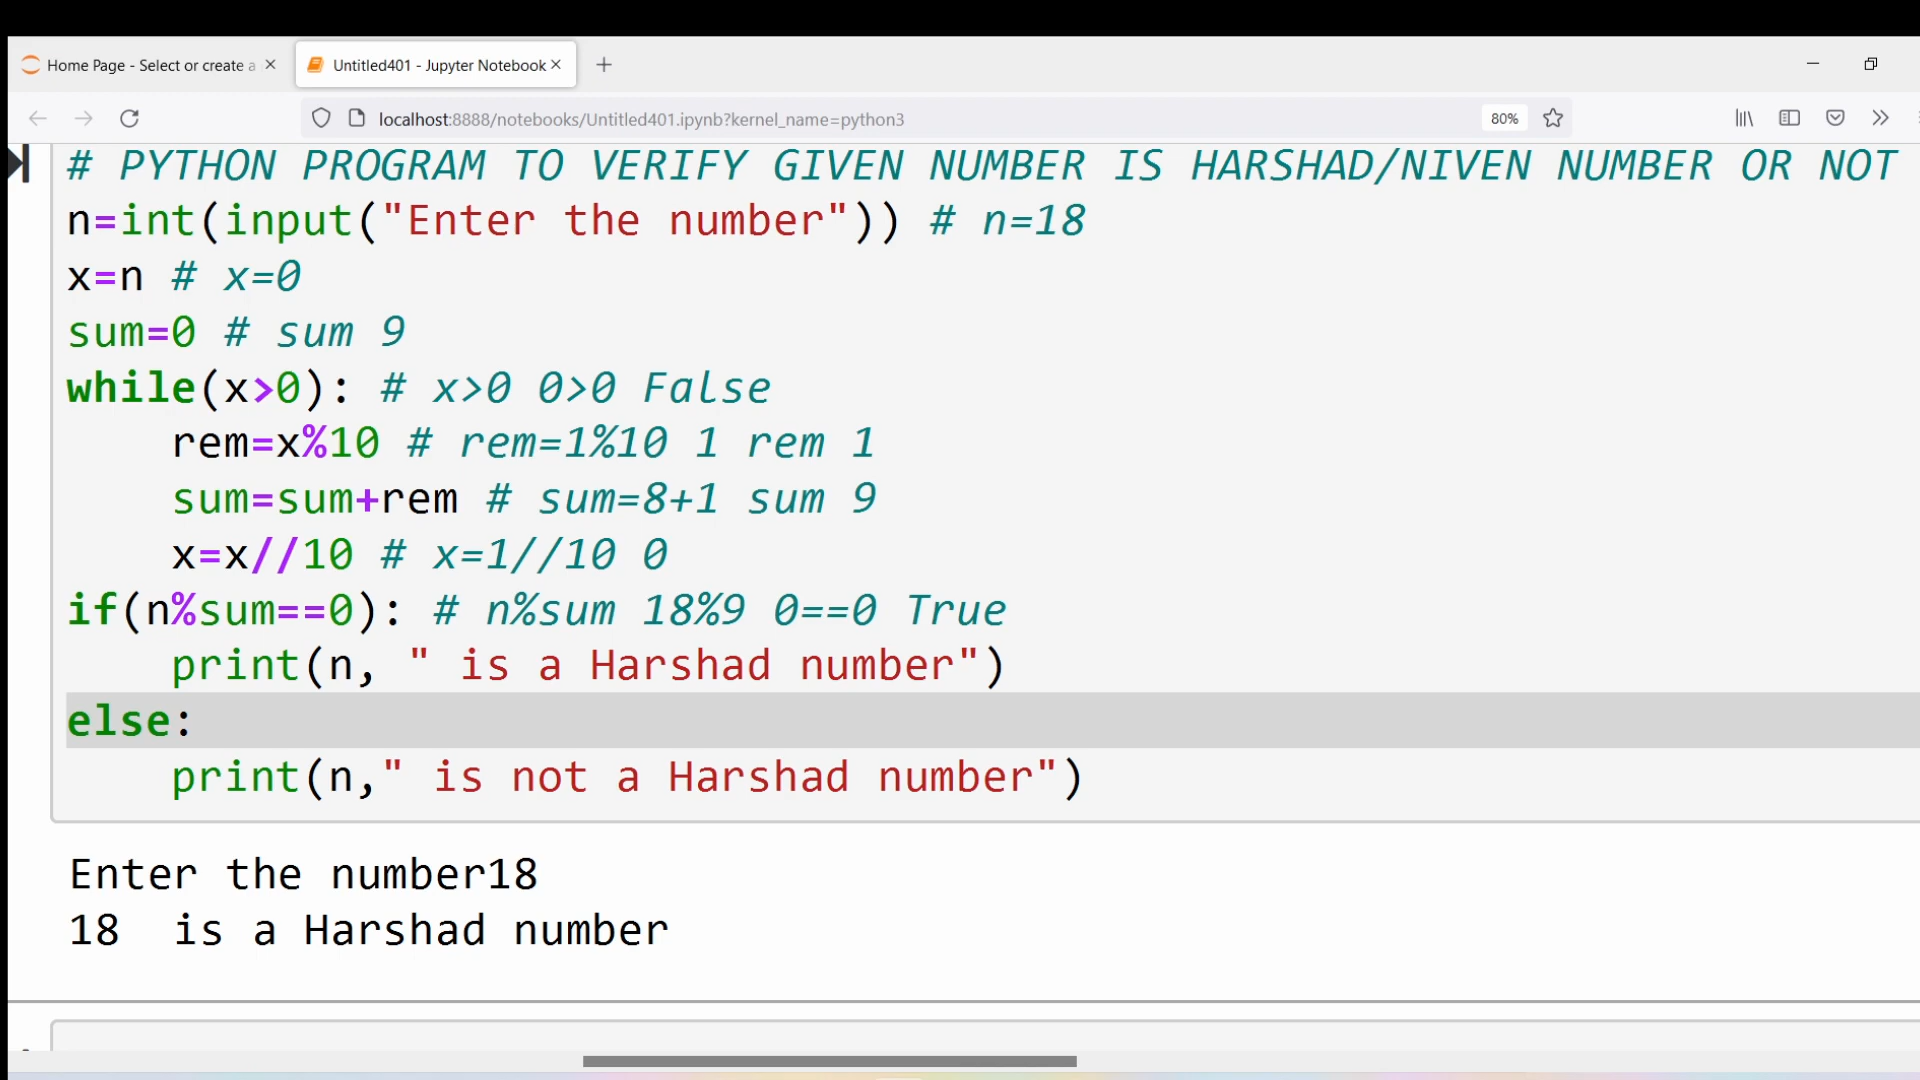 Home Page - Select or create a
Untitled401 - Jupyter Notebook
localhost:8888/notebooks/Untitled401.ipynb?kernel_name=python3
80%
# PYTHON PROGRAM TO VERIFY GIVEN NUMBER IS HARSHAD/NIVEN NUMBER OR NOT
n=int(input("Enter the number")) # n=18
x=n # x=0
sum=0 # sum 9
while(x>0): # x>0 0>0 False
    rem=x%10 # rem=1%10 1 rem 1
    sum=sum+rem # sum=8+1 sum 9
    x=x//10 # x=1//10 0
if(n%sum==0): # n%sum 18%9 0==0 True
    print(n, " is a Harshad number")
else:
    print(n," is not a Harshad number")
Enter the number18
18  is a Harshad number